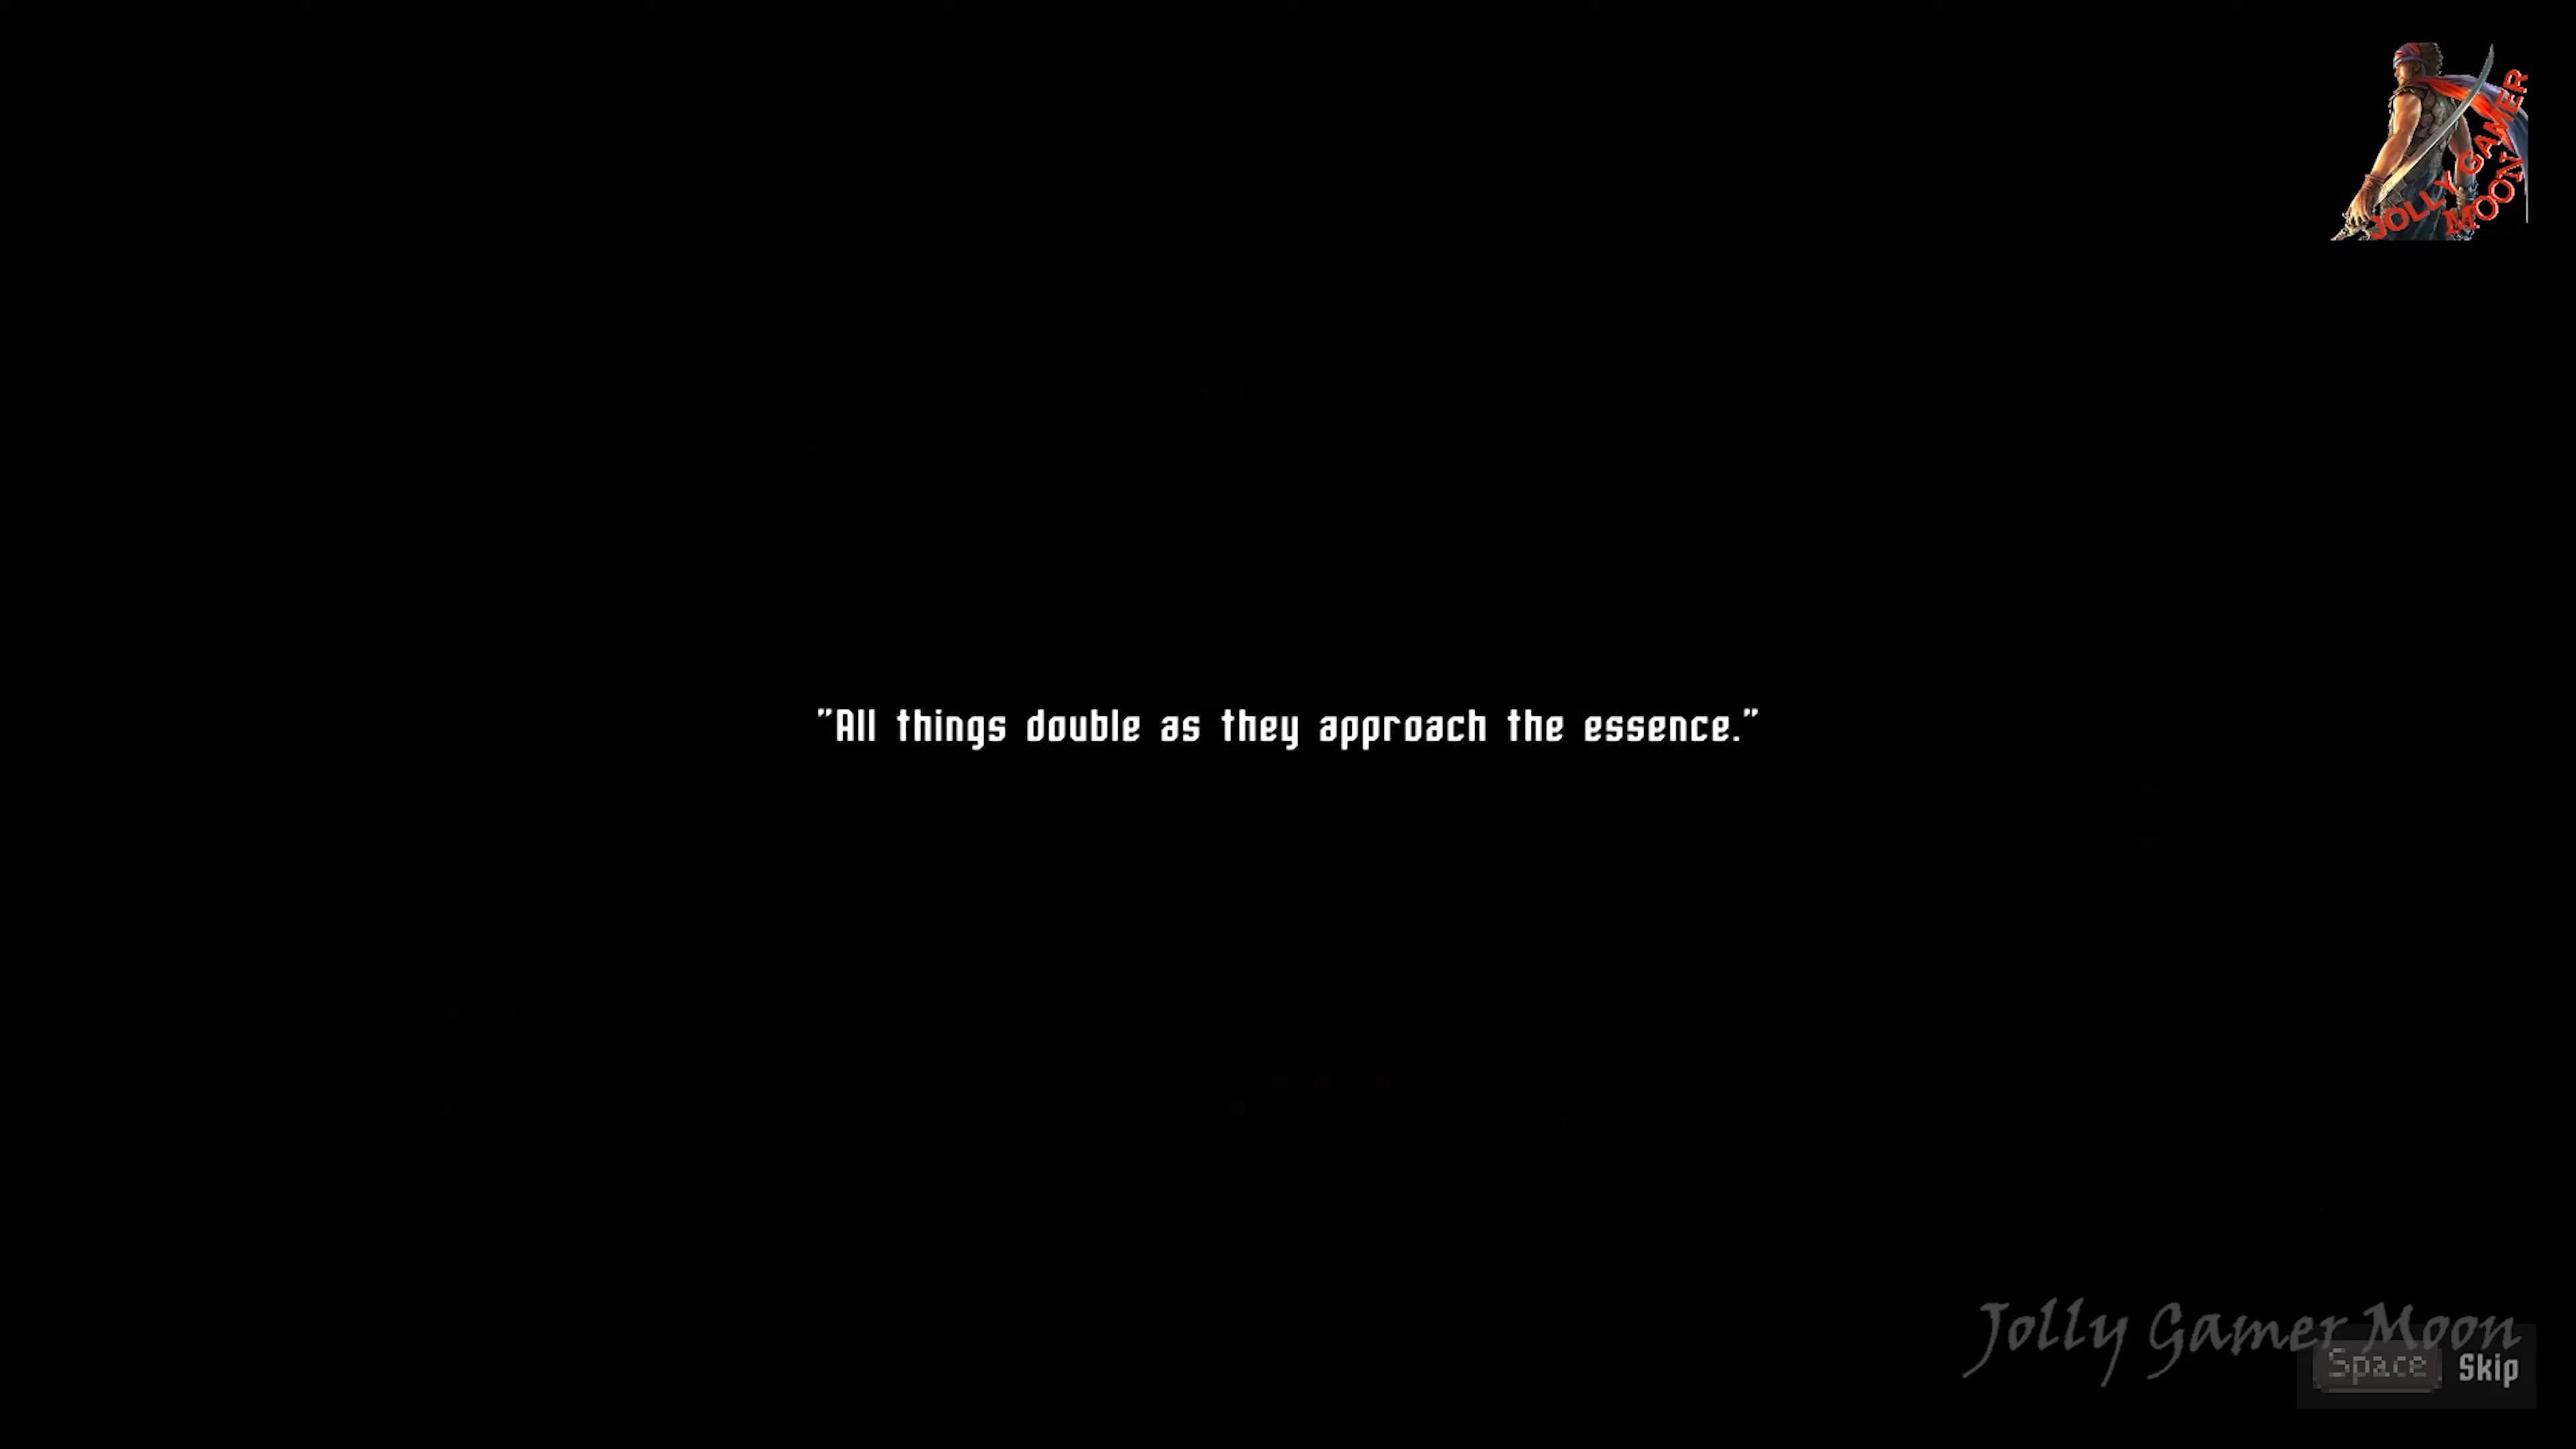 JOLLY GAMER
MOON
"All things double as they approach the essence."
Jolly Gamer Moon
Space Skip